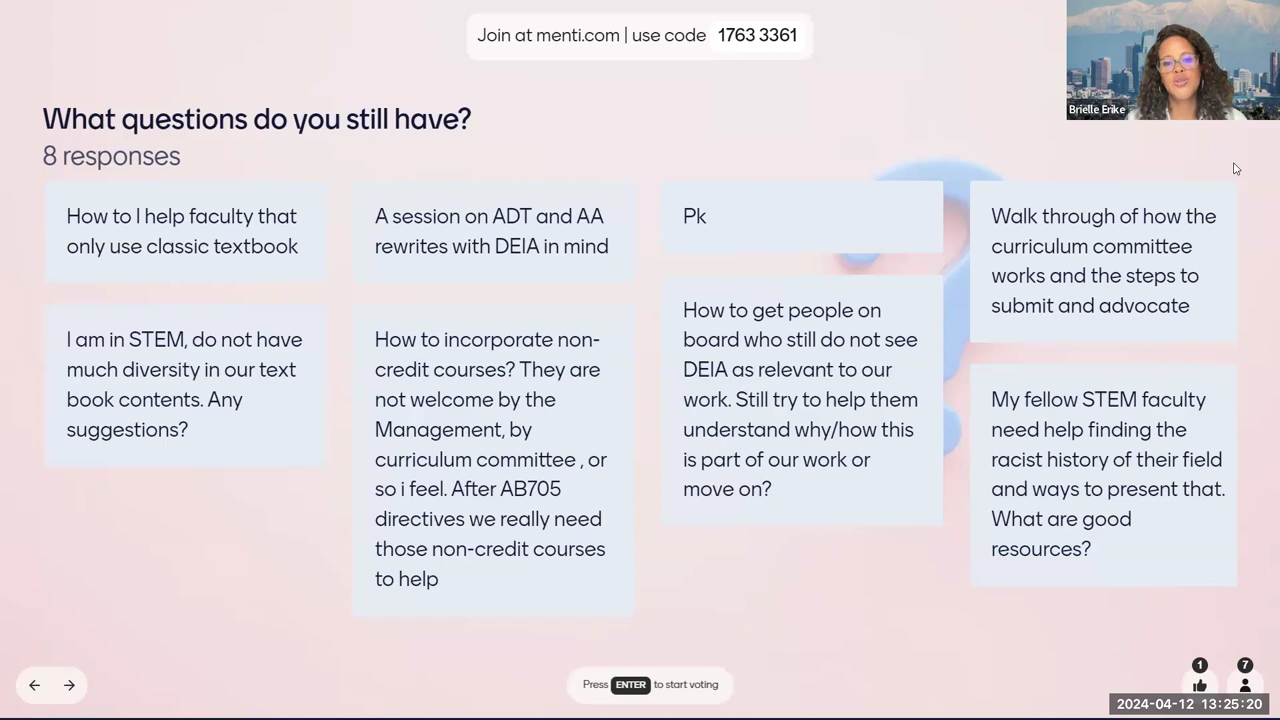 Join at menti.com | use code 1763 3361
Brielle Erike
What questions do you still have?
8 responses
How to I help faculty that
only use classic textbook
I am in STEM, do not have
much diversity in our text
book contents. Any
suggestions?
A session on ADT and AA
rewrites with DEIA in mind
How to incorporate non-
credit courses? They are
not welcome by the
Management, by
curriculum committee , or
so i feel. After AB705
directives we really need
those non-credit courses
to help
Pk
How to get people on
board who still do not see
DEIA as relevant to our
work. Still try to help them
understand why/how this
is part of our work or
move on?
Walk through of how the
curriculum committee
works and the steps to
submit and advocate
My fellow STEM faculty
need help finding the
racist history of their field
and ways to present that.
What are good
resources?
Press ENTER to start voting
1
7
2024-04-12 13:25:20